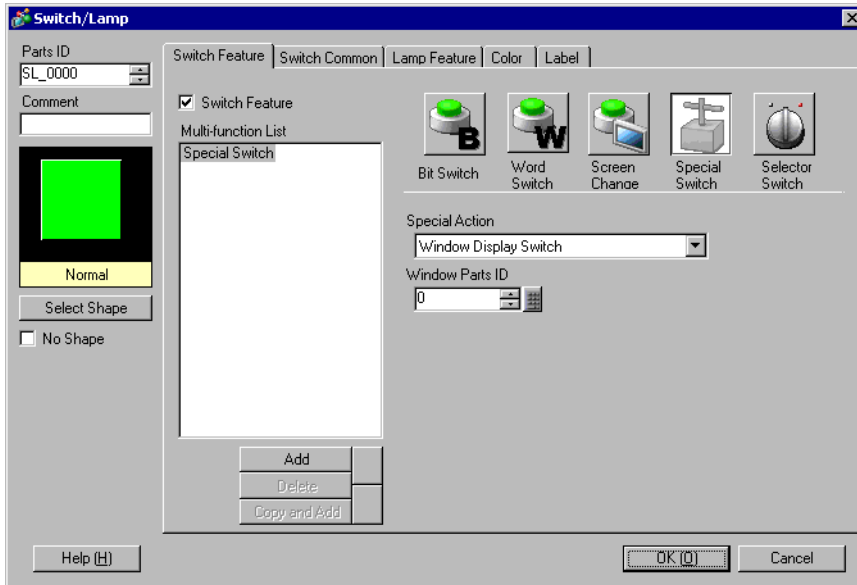 Switch/Lamp
Parts ID
SL_0000
Comment
Normal
Select Shape
No Shape
Switch Feature Switch Common Lamp Feature Color Label
Switch Feature
Multi-function List
Special Switch
Add
Delete
Copy and Add
B W
Bit Switch Word Switch Screen Change Special Switch Selector Switch
Special Action
Window Display Switch
Window Parts ID
0
Help (H) OK (O) Cancel